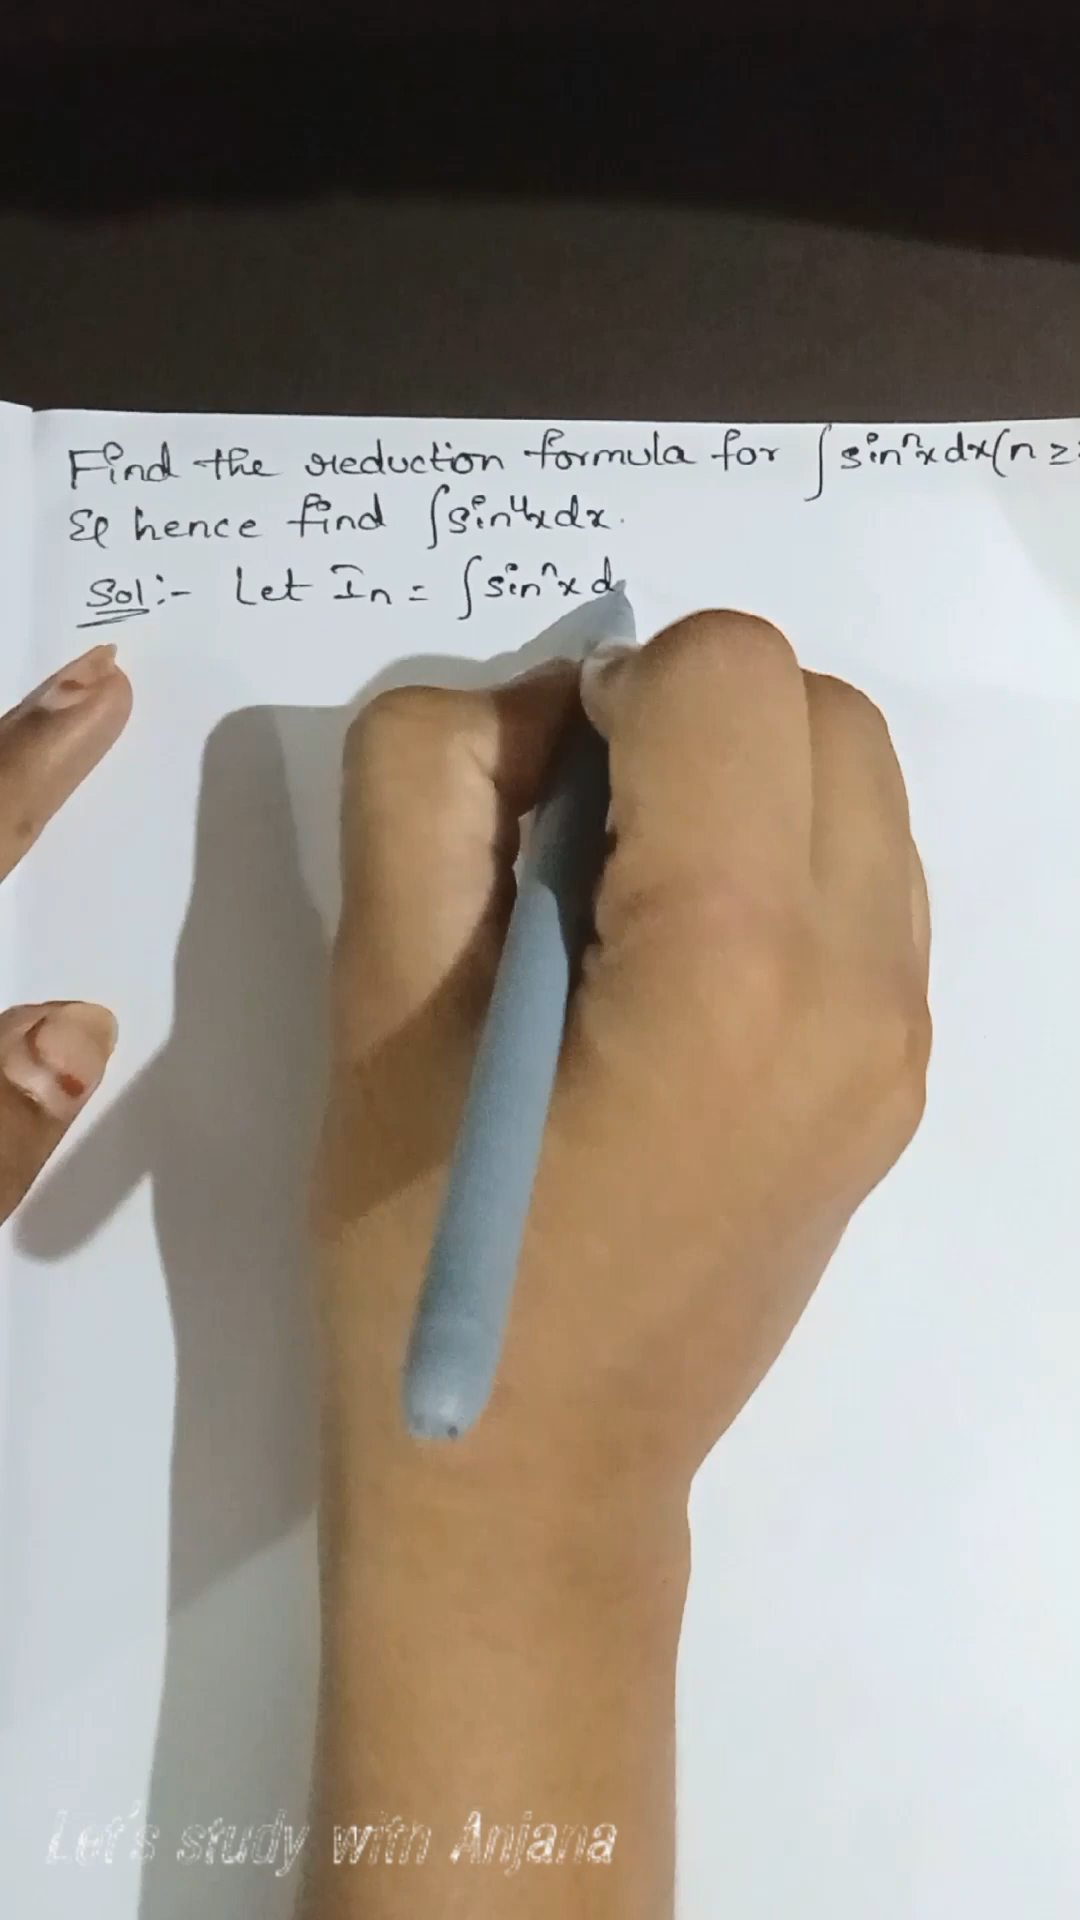 Find the reduction formula for ∫sinⁿx dx (n ≥
& hence find ∫sin⁴x dx.
Sol:- Let Iₙ = ∫sinⁿx d
Let's study with Anjana